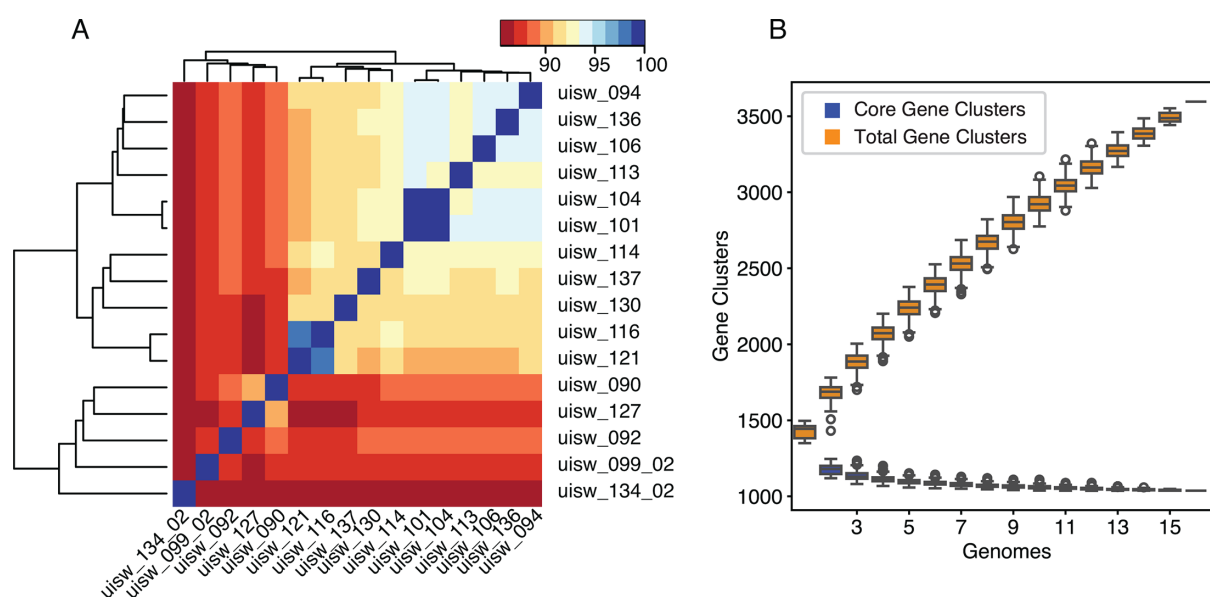 A
90 95 100
uisw_094
uisw_136
uisw_106
uisw_113
uisw_104
uisw_101
uisw_114
uisw_137
uisw_130
uisw_116
uisw_121
uisw_090
uisw_127
uisw_092
uisw_099_02
uisw_134_02
uisw_134_02
uisw_099_02
uisw_092
uisw_127
uisw_090
uisw_121
uisw_116
uisw_137
uisw_130
uisw_114
uisw_101
uisw_104
uisw_113
uisw_106
uisw_136
uisw_094
B
Core Gene Clusters
Total Gene Clusters
Gene Clusters
3500
3000
2500
2000
1500
1000
3 5 7 9 11 13 15
Genomes